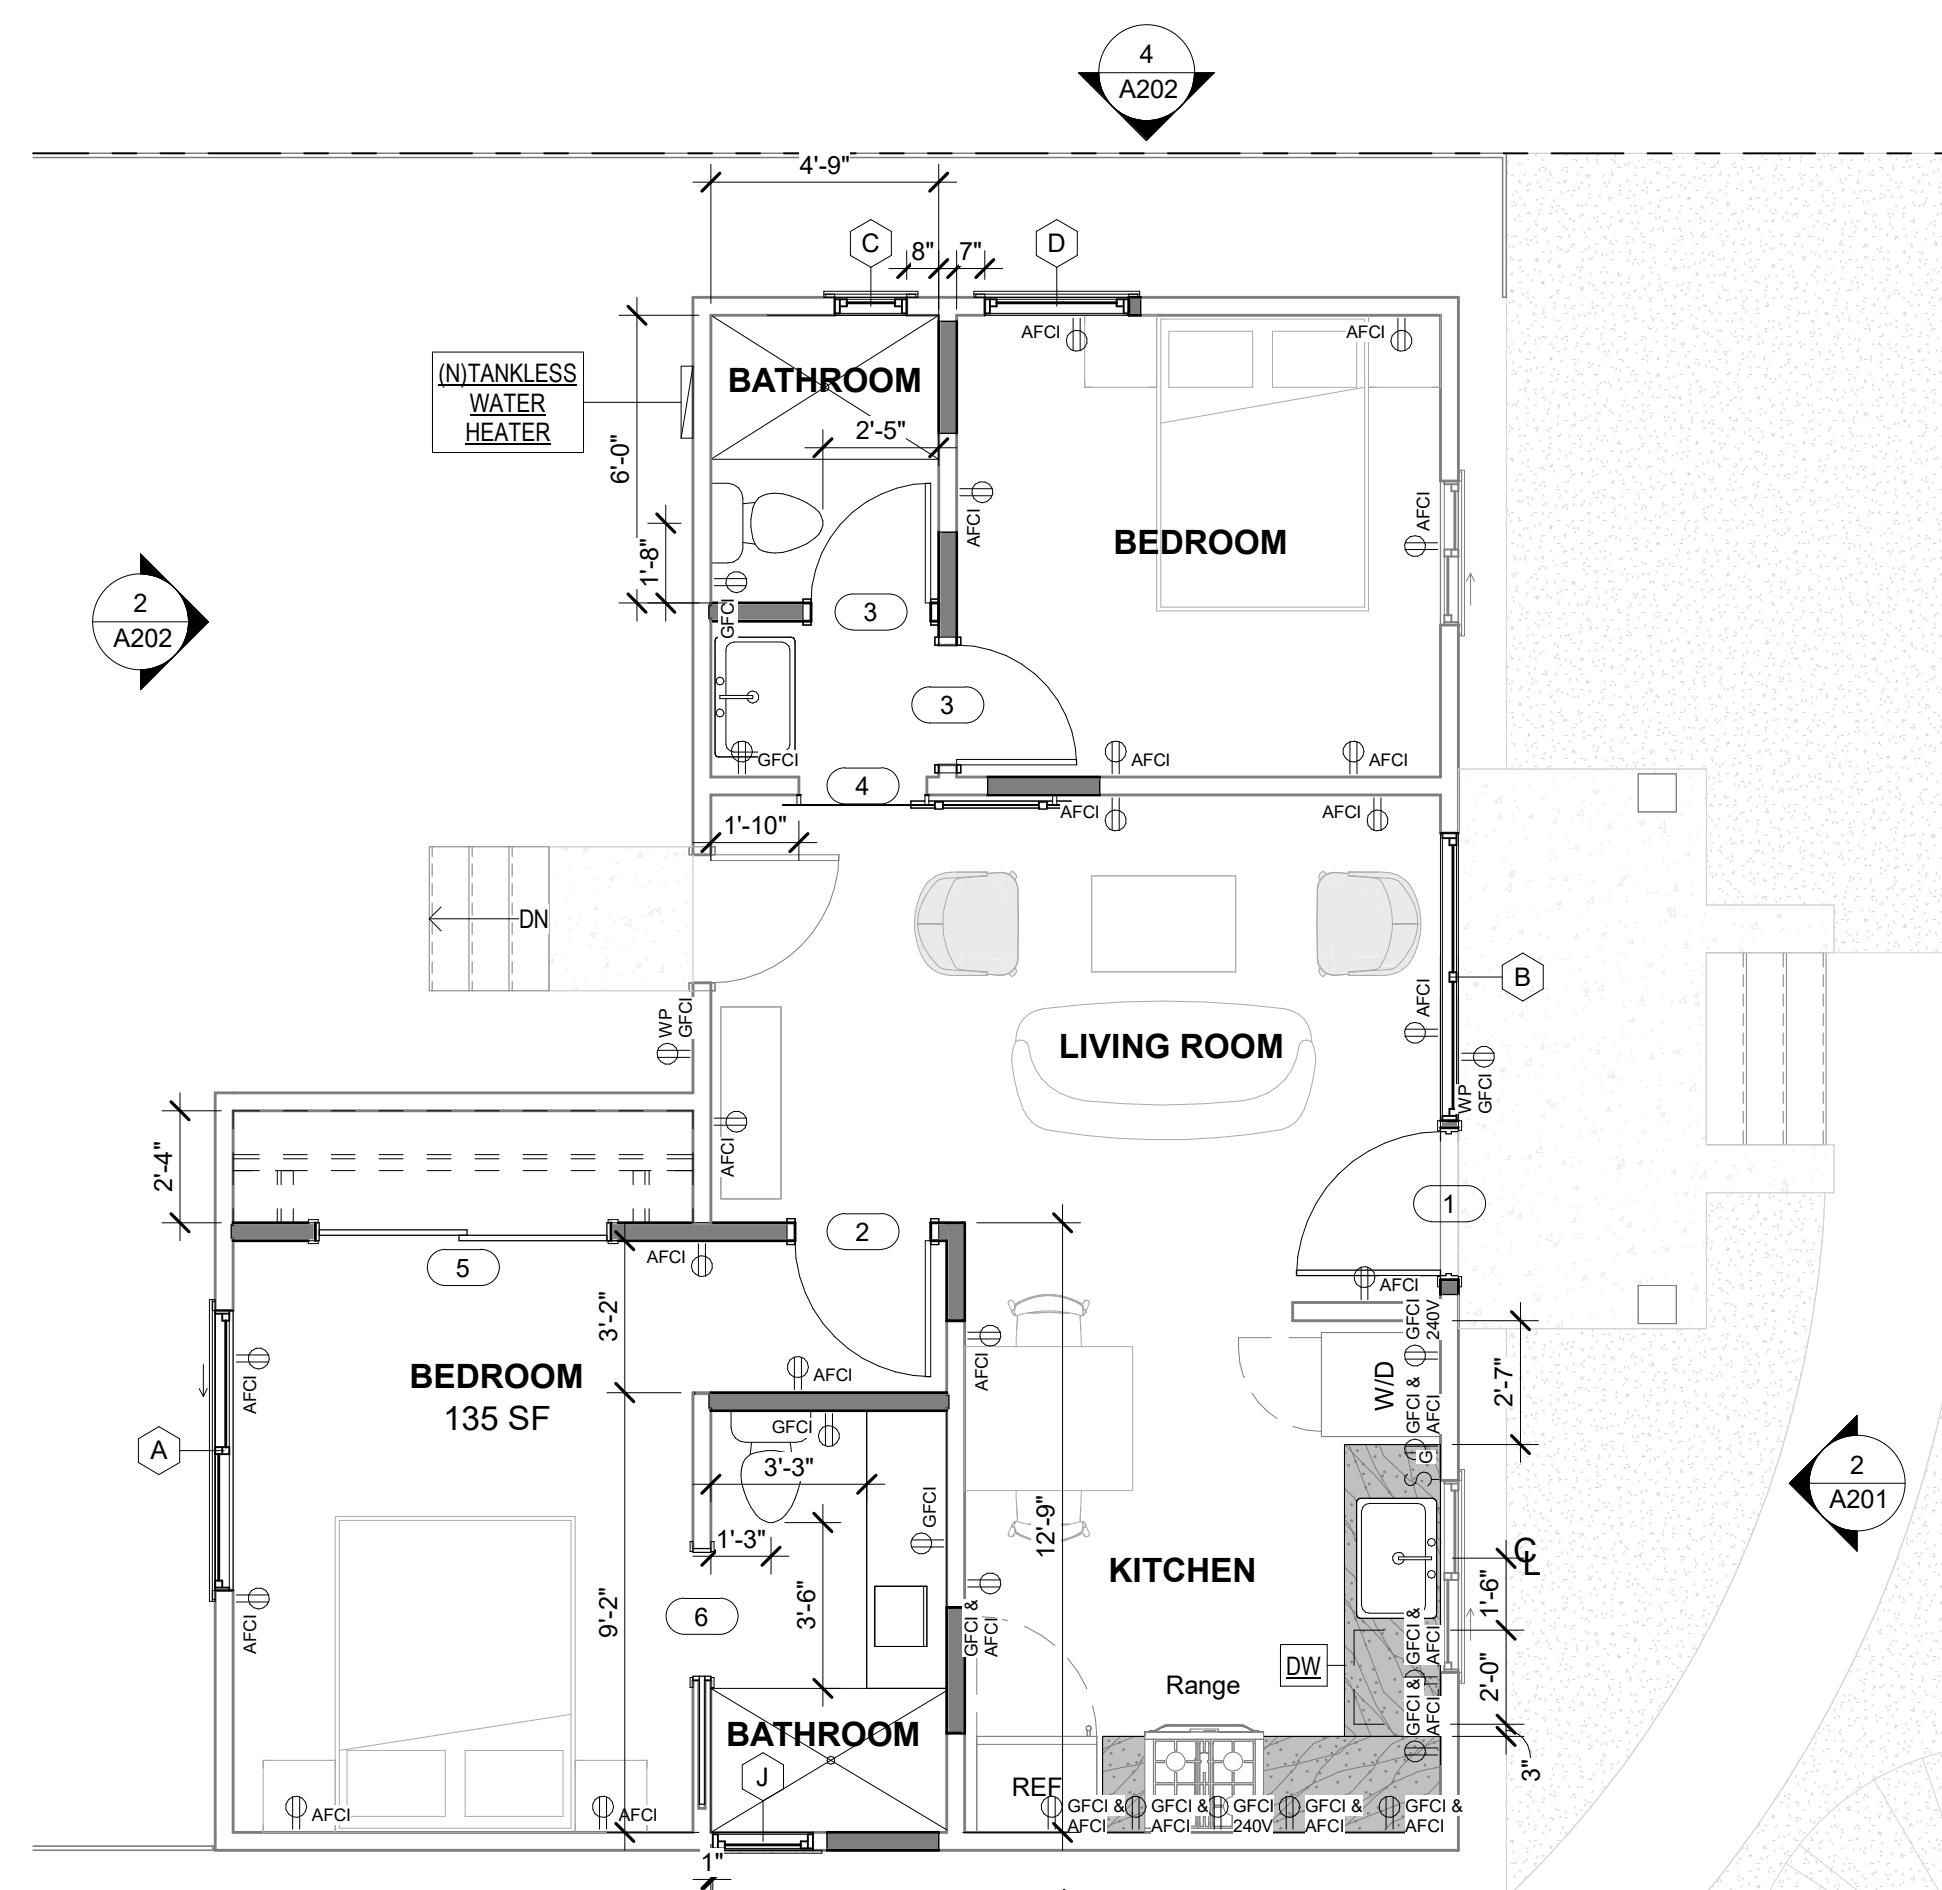 4
A202
4'-9"
C
8"
7"
D
AFCI
AFCI
(N)TANKLESS
WATER
HEATER
BATHROOM
2'-5"
6'-0"
AFCI
AFCI
BEDROOM
1'-8"
2
A202
GFCI
3
3
GFCI
AFCI
AFCI
4
AFCI
AFCI
1'-10"
DN
B
AFCI
WP
GFCI
LIVING ROOM
WP
GFCI
AFCI
2'-4"
1
2
AFCI
5
AFCI
3'-2"
GFCI
240V
AFCI
AFCI
AFCI
BEDROOM
135 SF
W/D
GFCI &
AFCI
2'-7"
GFCI
A
3'-3"
GFCI
2
A201
12'-9"
1'-3"
CL
KITCHEN
3'-6"
1'-6"
9'-2"
6
AFCI
GFCI &
AFCI
GFCI &
AFCI
DW
Range
2'-0"
GFCI &
AFCI
BATHROOM
J
3"
REF
AFCI
AFCI
GFCI &
AFCI
GFCI &
AFCI
GFCI
240V
GFCI &
AFCI
GFCI &
AFCI
1"